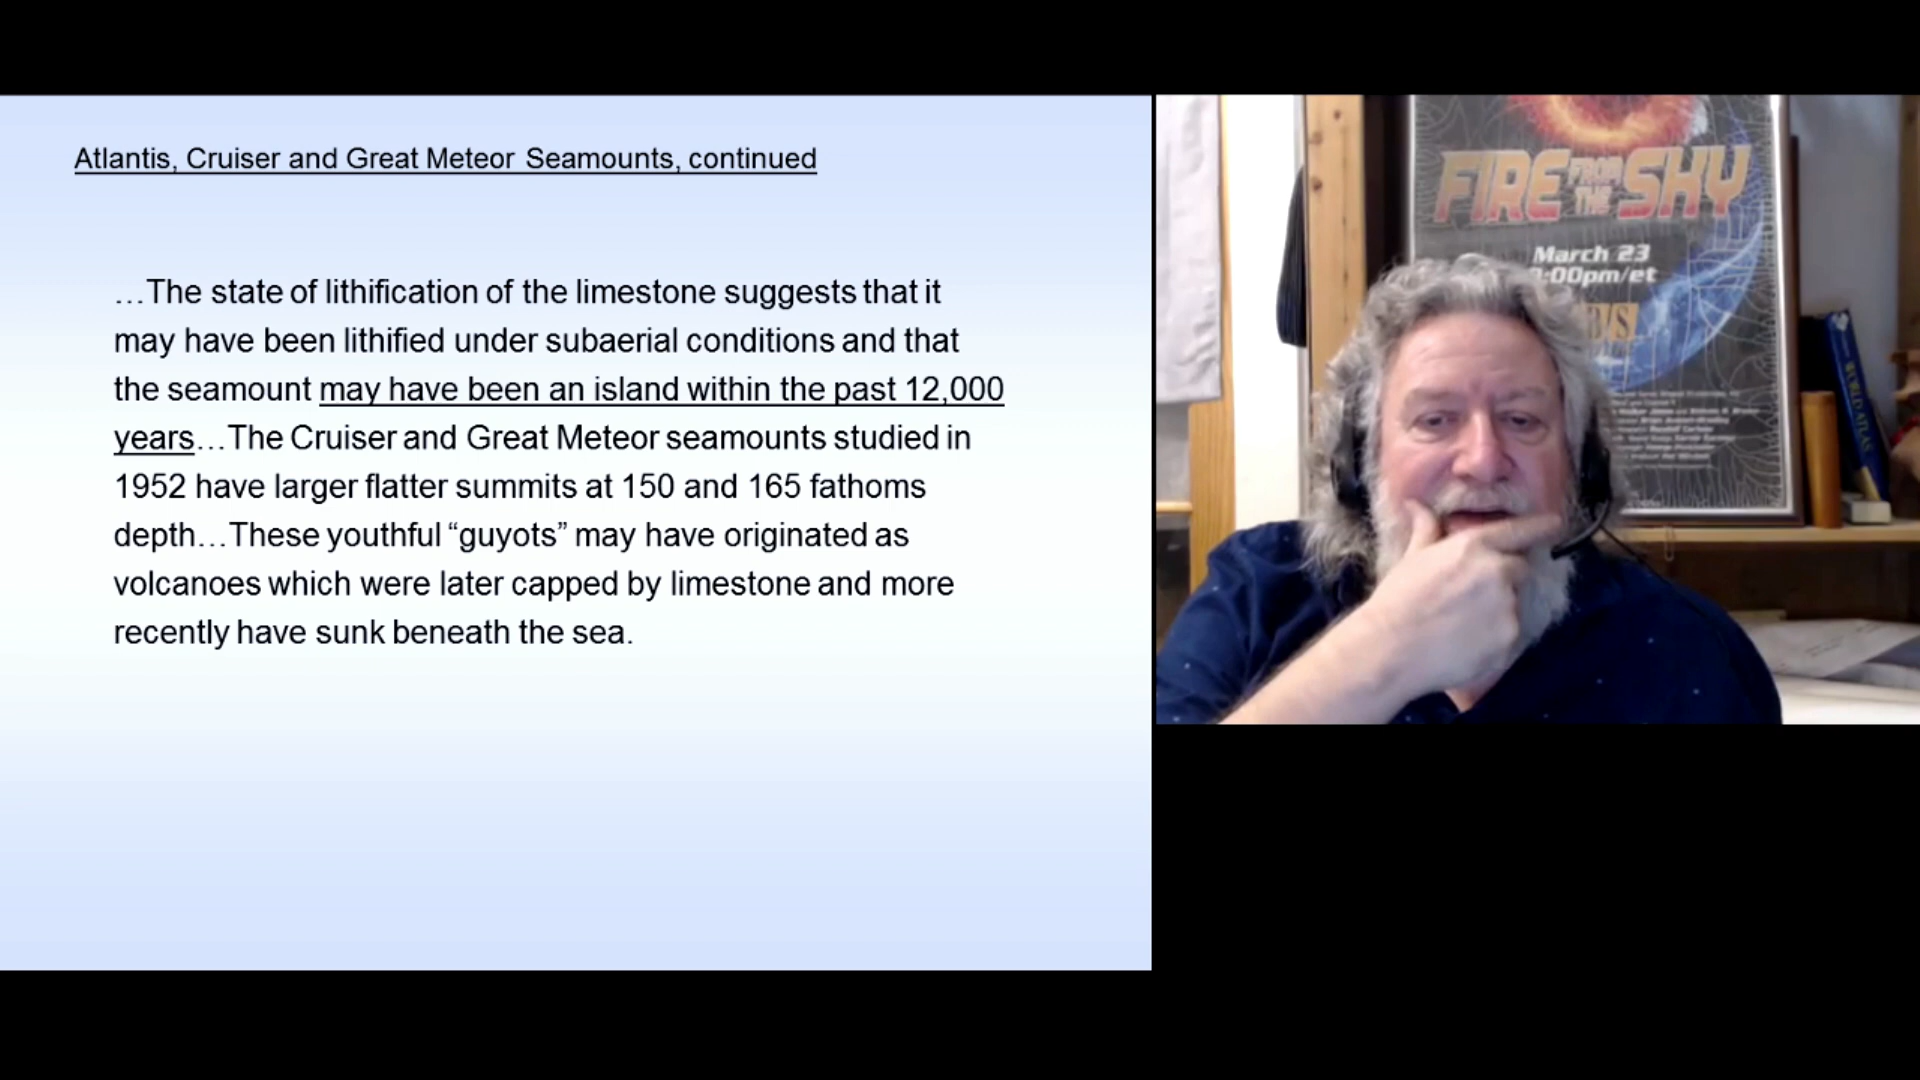 Atlantis, Cruiser and Great Meteor Seamounts, continued
…The state of lithification of the limestone suggests that it
may have been lithified under subaerial conditions and that
the seamount may have been an island within the past 12,000
years…The Cruiser and Great Meteor seamounts studied in
1952 have larger flatter summits at 150 and 165 fathoms
depth…These youthful “guyots” may have originated as
volcanoes which were later capped by limestone and more
recently have sunk beneath the sea.
FIRE FROM THE SKY
March 23
:00pm/et
WORLD ATLAS